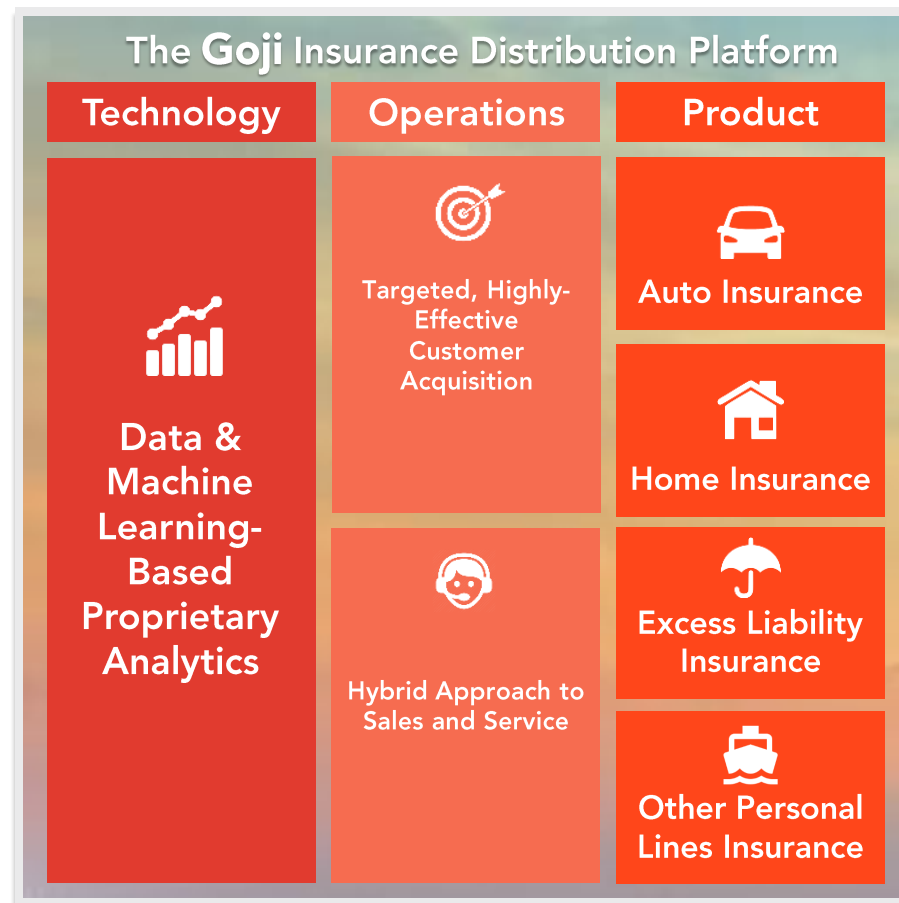 The Goji Insurance Distribution Platform
Technology
Data &
Machine
Learning-
Based
Proprietary
Analytics
Operations
Targeted, Highly-
Effective
Customer
Acquisition
Hybrid Approach to
Sales and Service
Product
Auto Insurance
Home Insurance
Excess Liability
Insurance
Other Personal
Lines Insurance